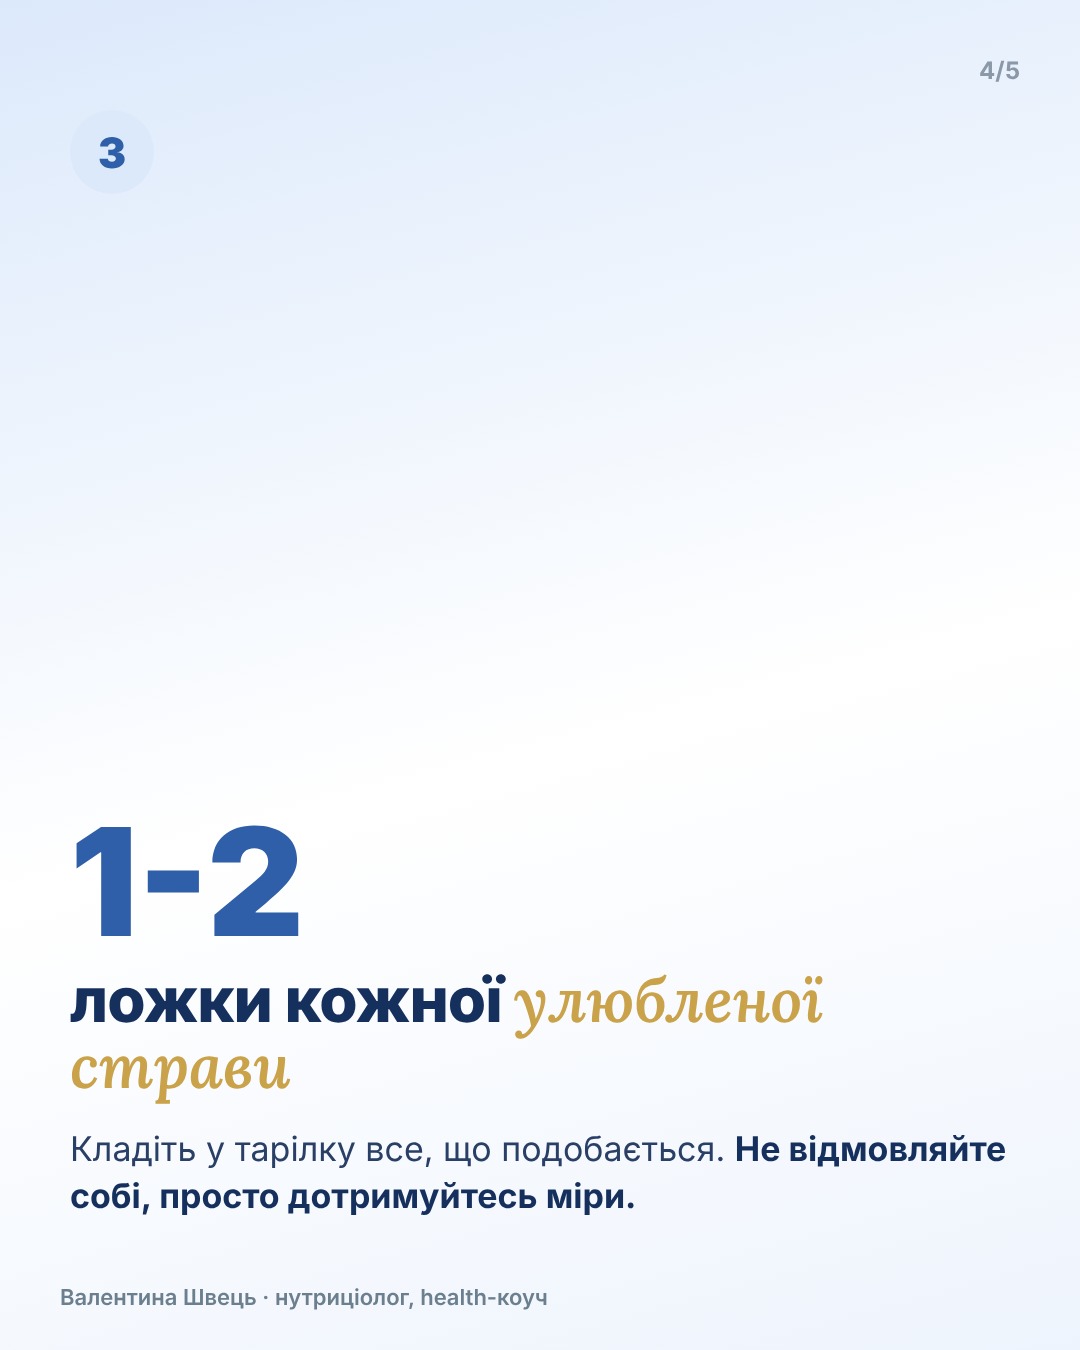 4/5
3
1-2
ложки кожної улюбленої
страви
Кладіть у тарілку все, що подобається. Не відмовляйте
собі, просто дотримуйтесь міри.
Валентина Швець · нутриціолог, health-коуч